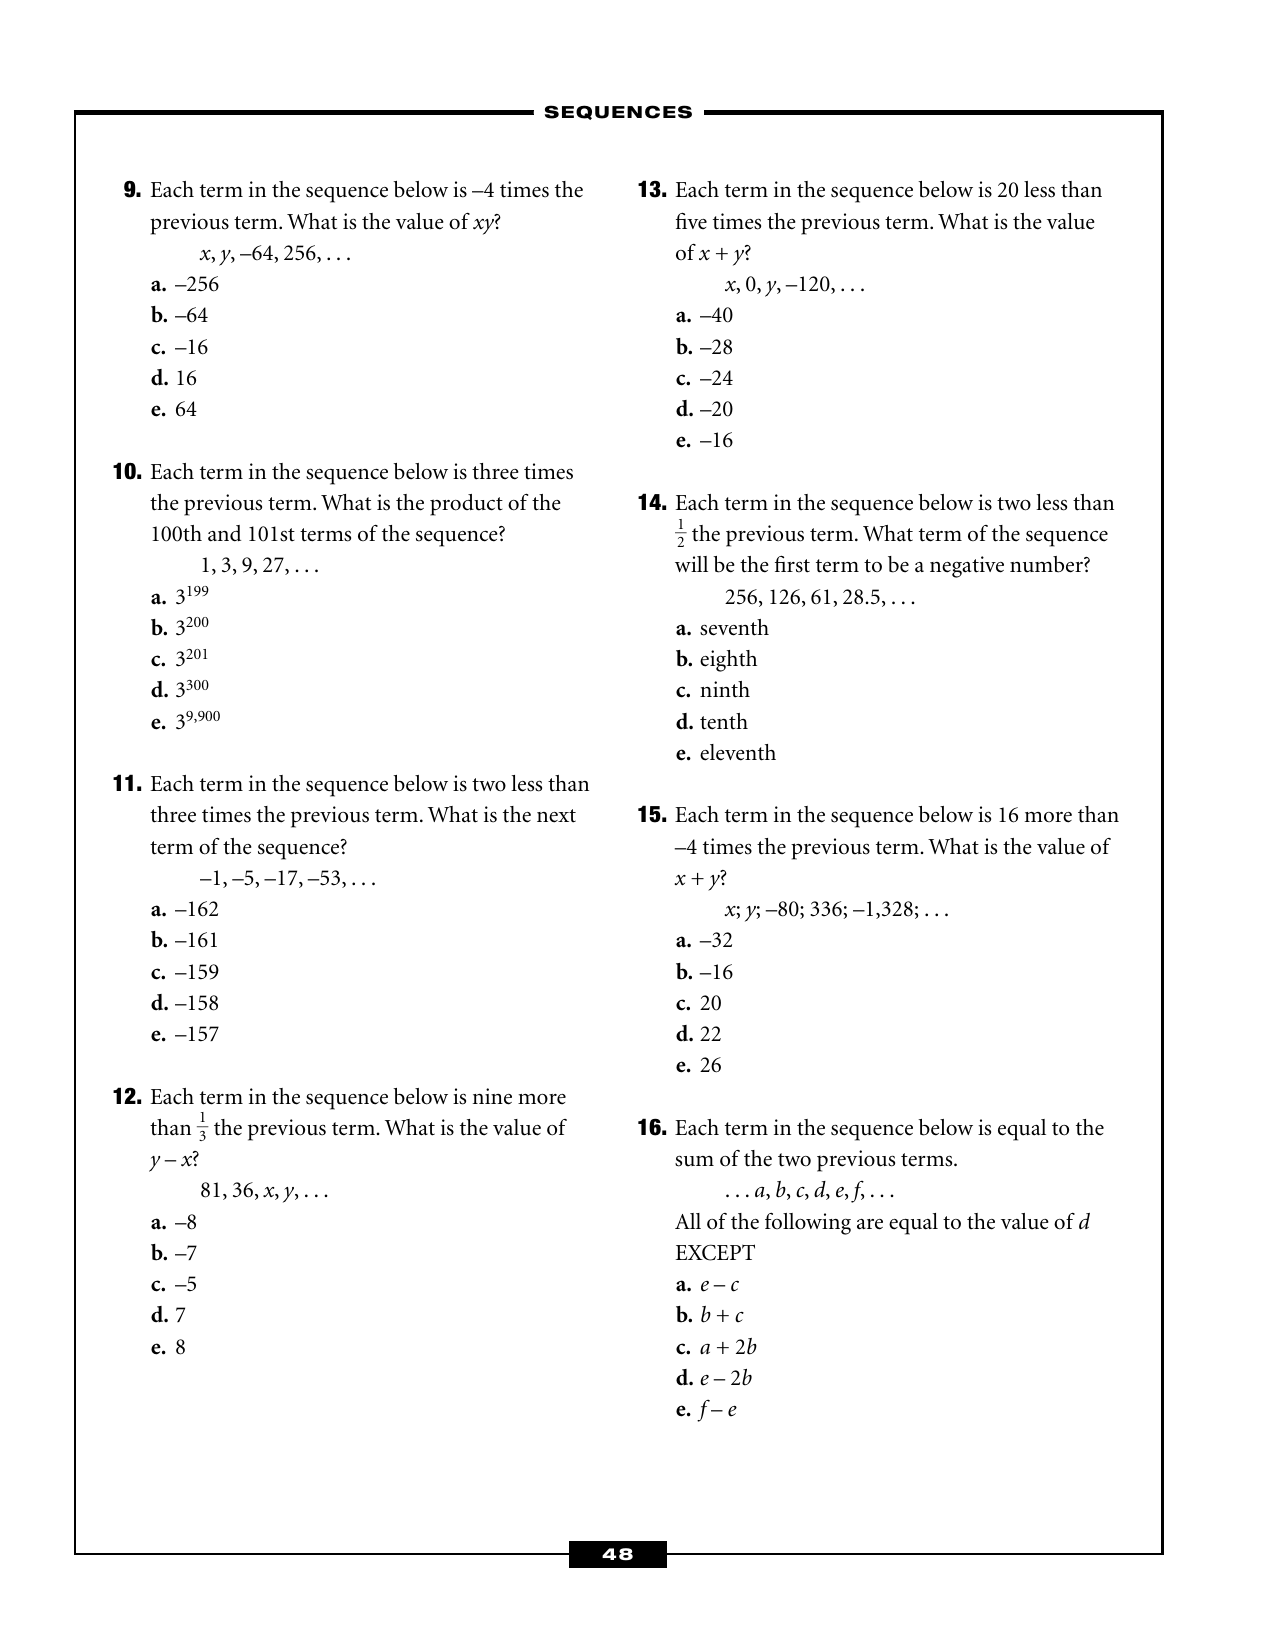 SEQUENCES
9. Each term in the sequence below is –4 times the
previous term. What is the value of xy?
x, y, –64, 256, . . .
a. –256
b. –64
c. –16
d. 16
e. 64
10. Each term in the sequence below is three times
the previous term. What is the product of the
100th and 101st terms of the sequence?
1, 3, 9, 27, . . .
a. 3¹⁹⁹
b. 3²⁰⁰
c. 3²⁰¹
d. 3³⁰⁰
e. 3⁹,⁹⁰⁰
11. Each term in the sequence below is two less than
three times the previous term. What is the next
term of the sequence?
–1, –5, –17, –53, . . .
a. –162
b. –161
c. –159
d. –158
e. –157
12. Each term in the sequence below is nine more
than 1/3 the previous term. What is the value of
y – x?
81, 36, x, y, . . .
a. –8
b. –7
c. –5
d. 7
e. 8
13. Each term in the sequence below is 20 less than
five times the previous term. What is the value
of x + y?
x, 0, y, –120, . . .
a. –40
b. –28
c. –24
d. –20
e. –16
14. Each term in the sequence below is two less than
1/2 the previous term. What term of the sequence
will be the first term to be a negative number?
256, 126, 61, 28.5, . . .
a. seventh
b. eighth
c. ninth
d. tenth
e. eleventh
15. Each term in the sequence below is 16 more than
–4 times the previous term. What is the value of
x + y?
x; y; –80; 336; –1,328; . . .
a. –32
b. –16
c. 20
d. 22
e. 26
16. Each term in the sequence below is equal to the
sum of the two previous terms.
. . . a, b, c, d, e, f, . . .
All of the following are equal to the value of d
EXCEPT
a. e – c
b. b + c
c. a + 2b
d. e – 2b
e. f – e
48